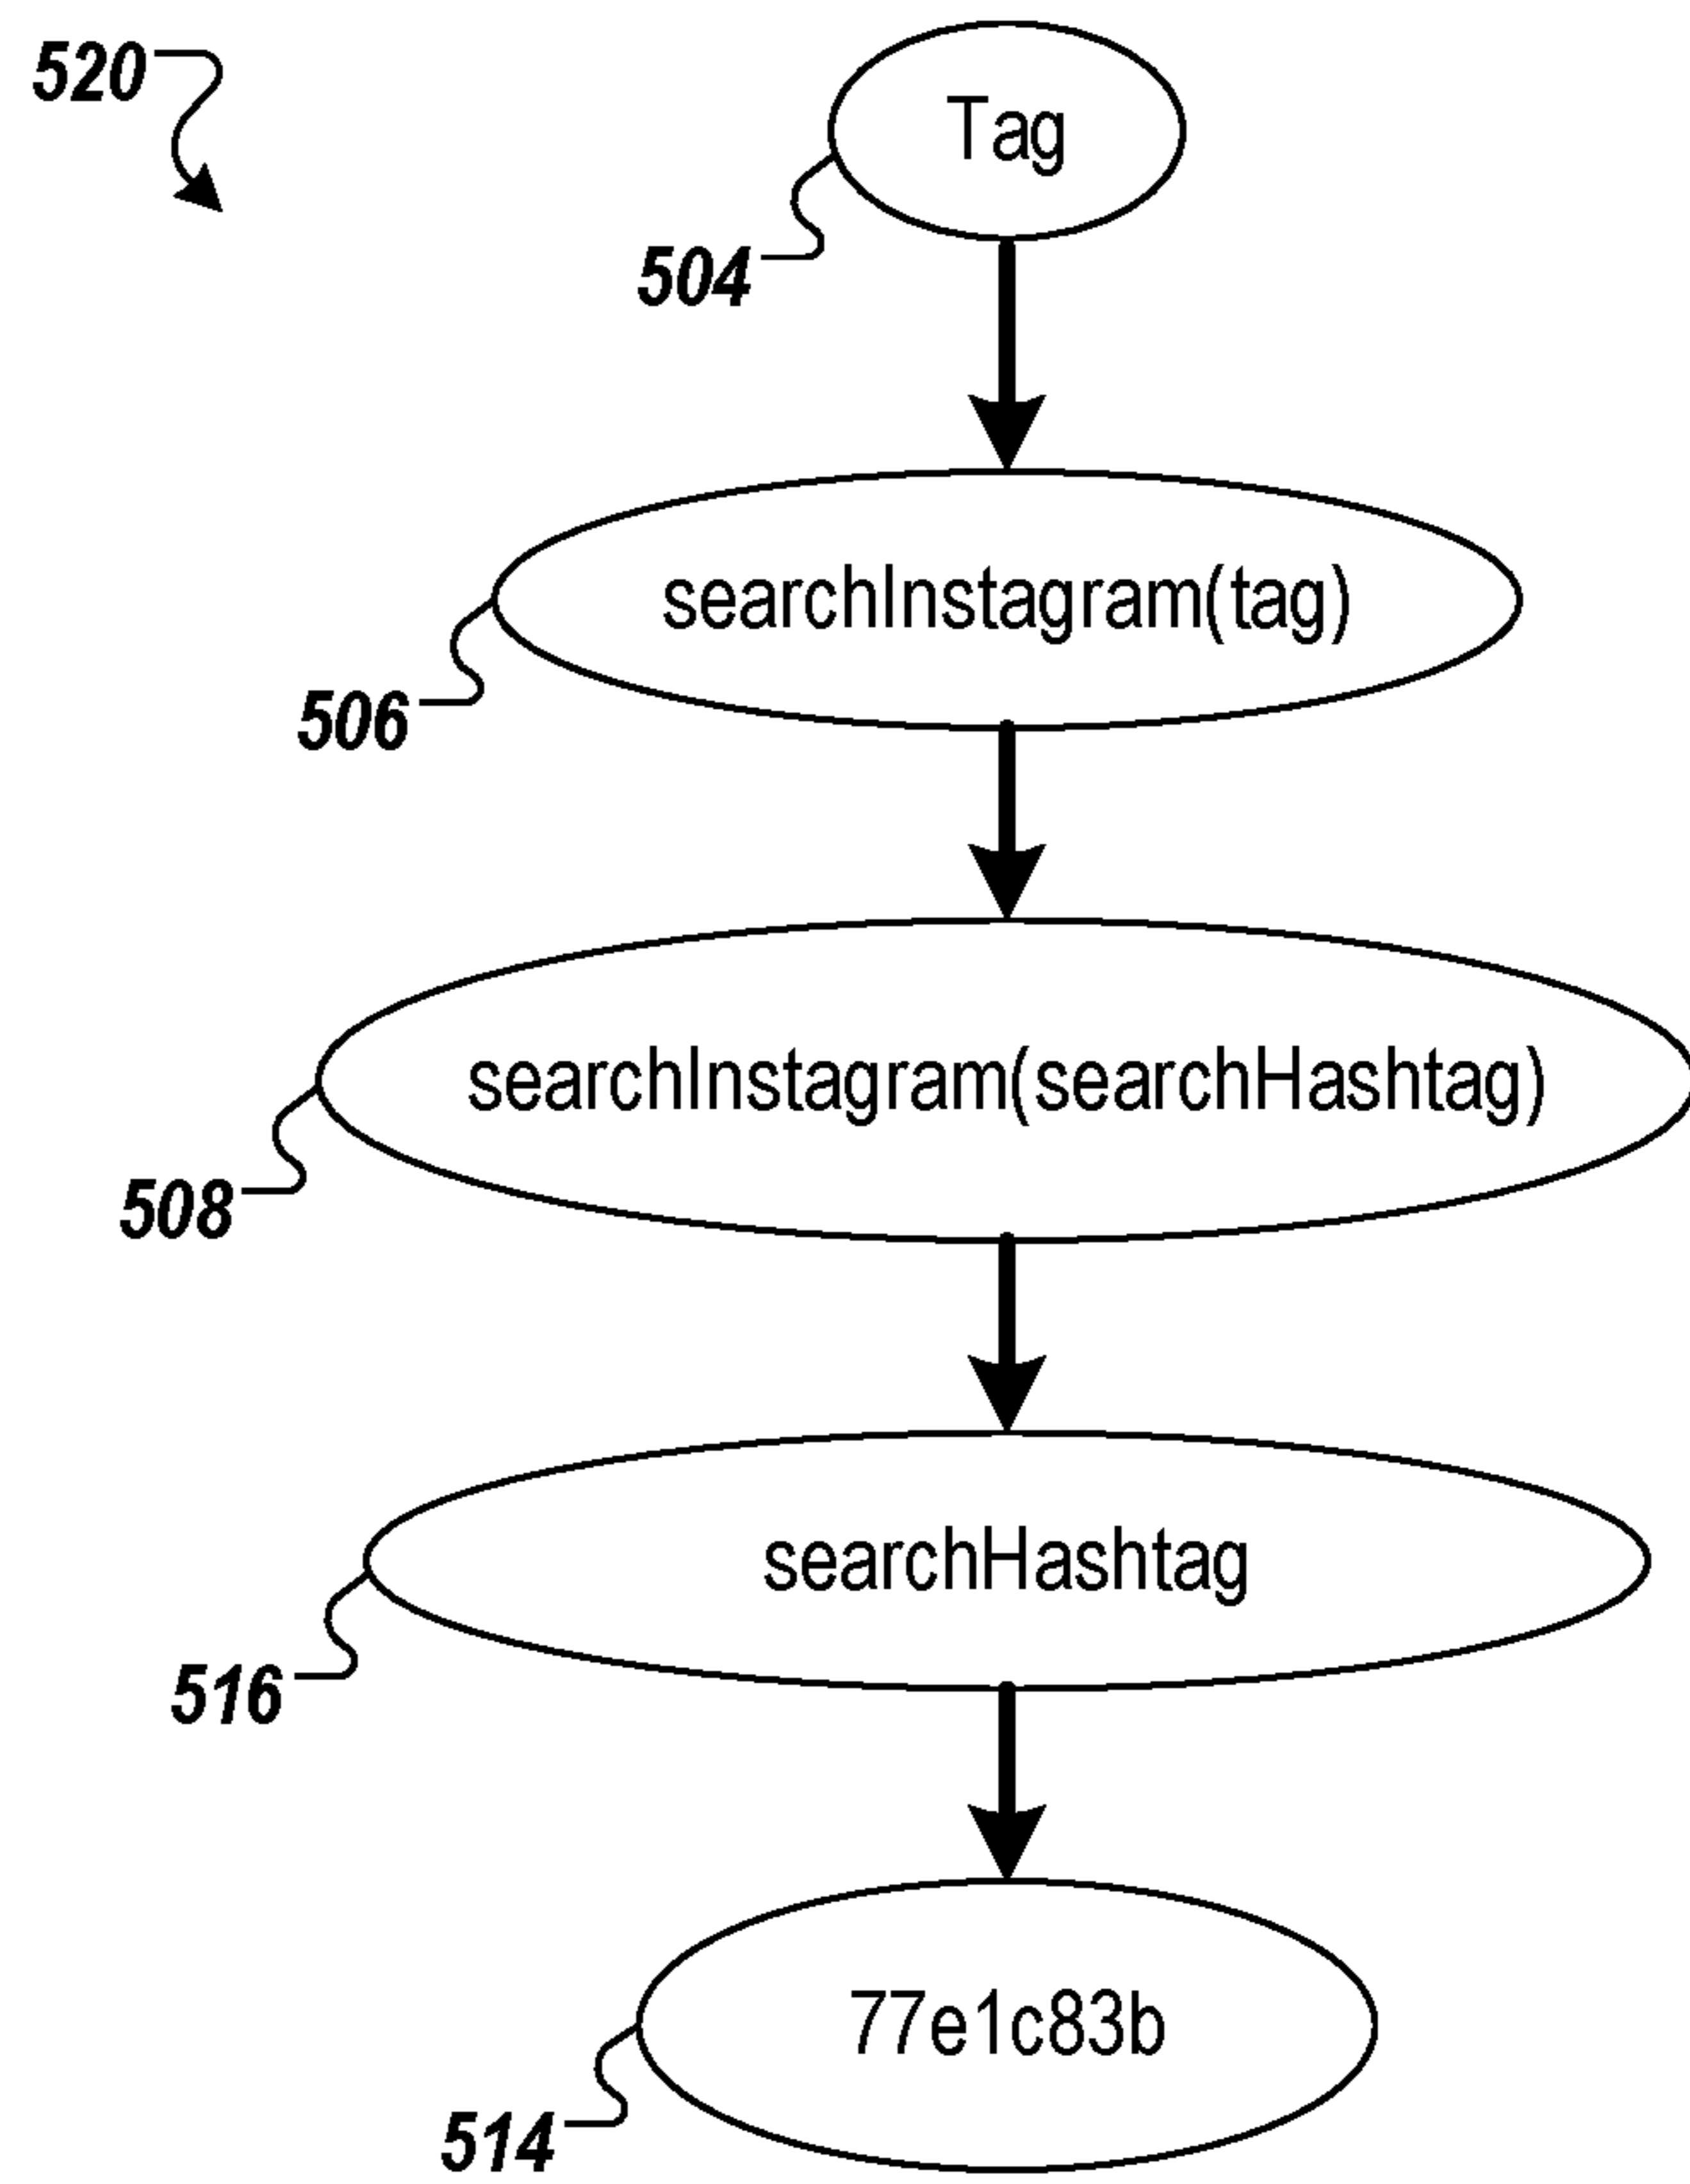 520
Tag
504
searchInstagram(tag)
506
searchInstagram(searchHashtag)
508
searchHashtag
516
77e1c83b
514